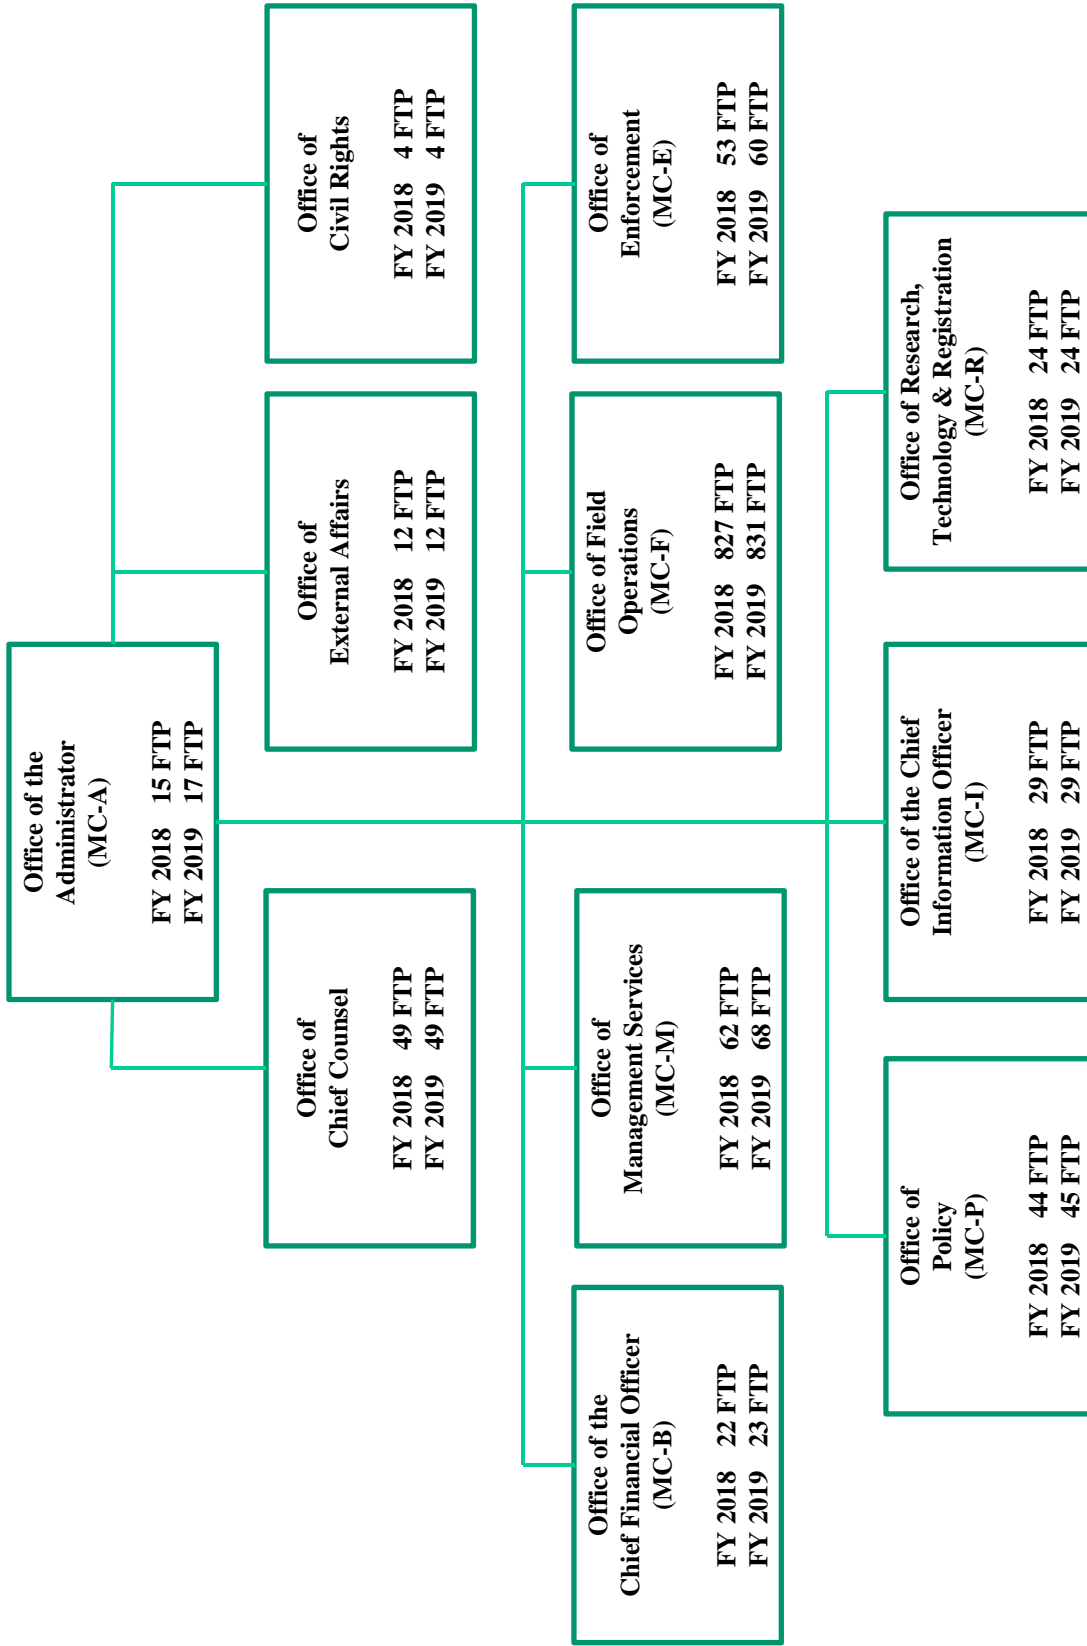 Office of the
Administrator
(MC-A)
FY 2018 15 FTP
FY 2019 17 FTP
Office of
Chief Counsel
FY 2018 49 FTP
FY 2019 49 FTP
Office of
External Affairs
FY 2018 12 FTP
FY 2019 12 FTP
Office of
Civil Rights
FY 2018 4 FTP
FY 2019 4 FTP
Office of the
Chief Financial Officer
(MC-B)
FY 2018 22 FTP
FY 2019 23 FTP
Office of
Management Services
(MC-M)
FY 2018 62 FTP
FY 2019 68 FTP
Office of Field
Operations
(MC-F)
FY 2018 827 FTP
FY 2019 831 FTP
Office of
Enforcement
(MC-E)
FY 2018 53 FTP
FY 2019 60 FTP
Office of
Policy
(MC-P)
FY 2018 44 FTP
FY 2019 45 FTP
Office of the Chief
Information Officer
(MC-I)
FY 2018 29 FTP
FY 2019 29 FTP
Office of Research,
Technology & Registration
(MC-R)
FY 2018 24 FTP
FY 2019 24 FTP